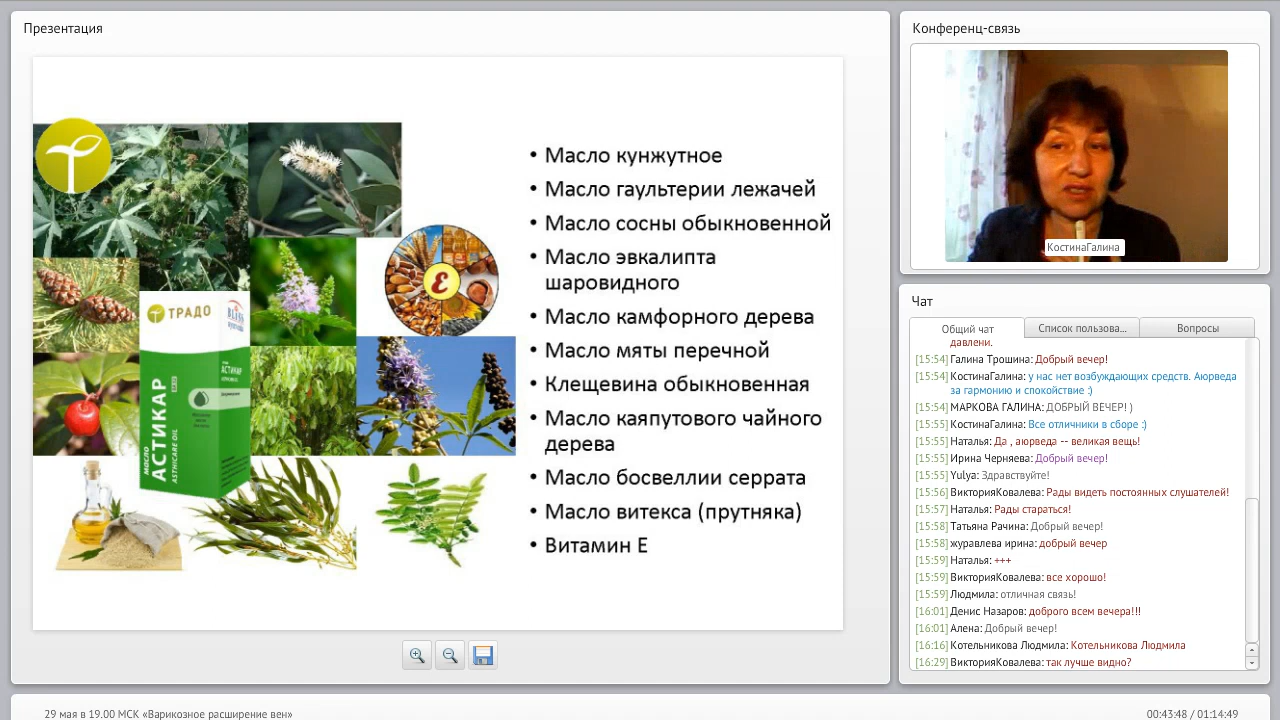 Презентация
Конференц-связь
• Масло кунжутное
• Масло гаультерии лежачей
• Масло сосны обыкновенной
• Масло эвкалипта
шаровидного
• Масло камфорного дерева
• Масло мяты перечной
• Клещевина обыкновенная
• Масло каяпутового чайного
дерева
• Масло босвеллии серрата
• Масло витекса (прутняка)
• Витамин Е
ТРАДО
МАСЛО
АСТИКАР
ASTHICARE OIL
АСТИКАР
E
КостинаГалина
Чат
Общий чат
Список пользова...
Вопросы
давлени.
[15:54] Галина Трошина: Добрый вечер!
[15:54] КостинаГалина: у нас нет возбуждающих средств. Аюрведа
за гармонию и спокойствие :)
[15:54] МАРКОВА ГАЛИНА: ДОБРЫЙ ВЕЧЕР! )
[15:55] КостинаГалина: Все отличники в сборе :)
[15:55] Наталья: Да , аюрведа -- великая вещь!
[15:55] Ирина Черняева: Добрый вечер!
[15:55] Yulya: Здравствуйте!
[15:56] ВикторияКовалева: Рады видеть постоянных слушателей!
[15:57] Наталья: Рады стараться!
[15:58] Татьяна Рачина: Добрый вечер!
[15:58] журавлева ирина: добрый вечер
[15:59] Наталья: +++
[15:59] ВикторияКовалева: все хорошо!
[15:59] Людмила: отличная связь!
[16:01] Денис Назаров: доброго всем вечера!!!
[16:01] Алена: Добрый вечер!
[16:16] Котельникова Людмила: Котельникова Людмила
[16:29] ВикторияКовалева: так лучше видно?
29 мая в 19.00 МСК «Варикозное расширение вен»
00:43:48 / 01:14:49